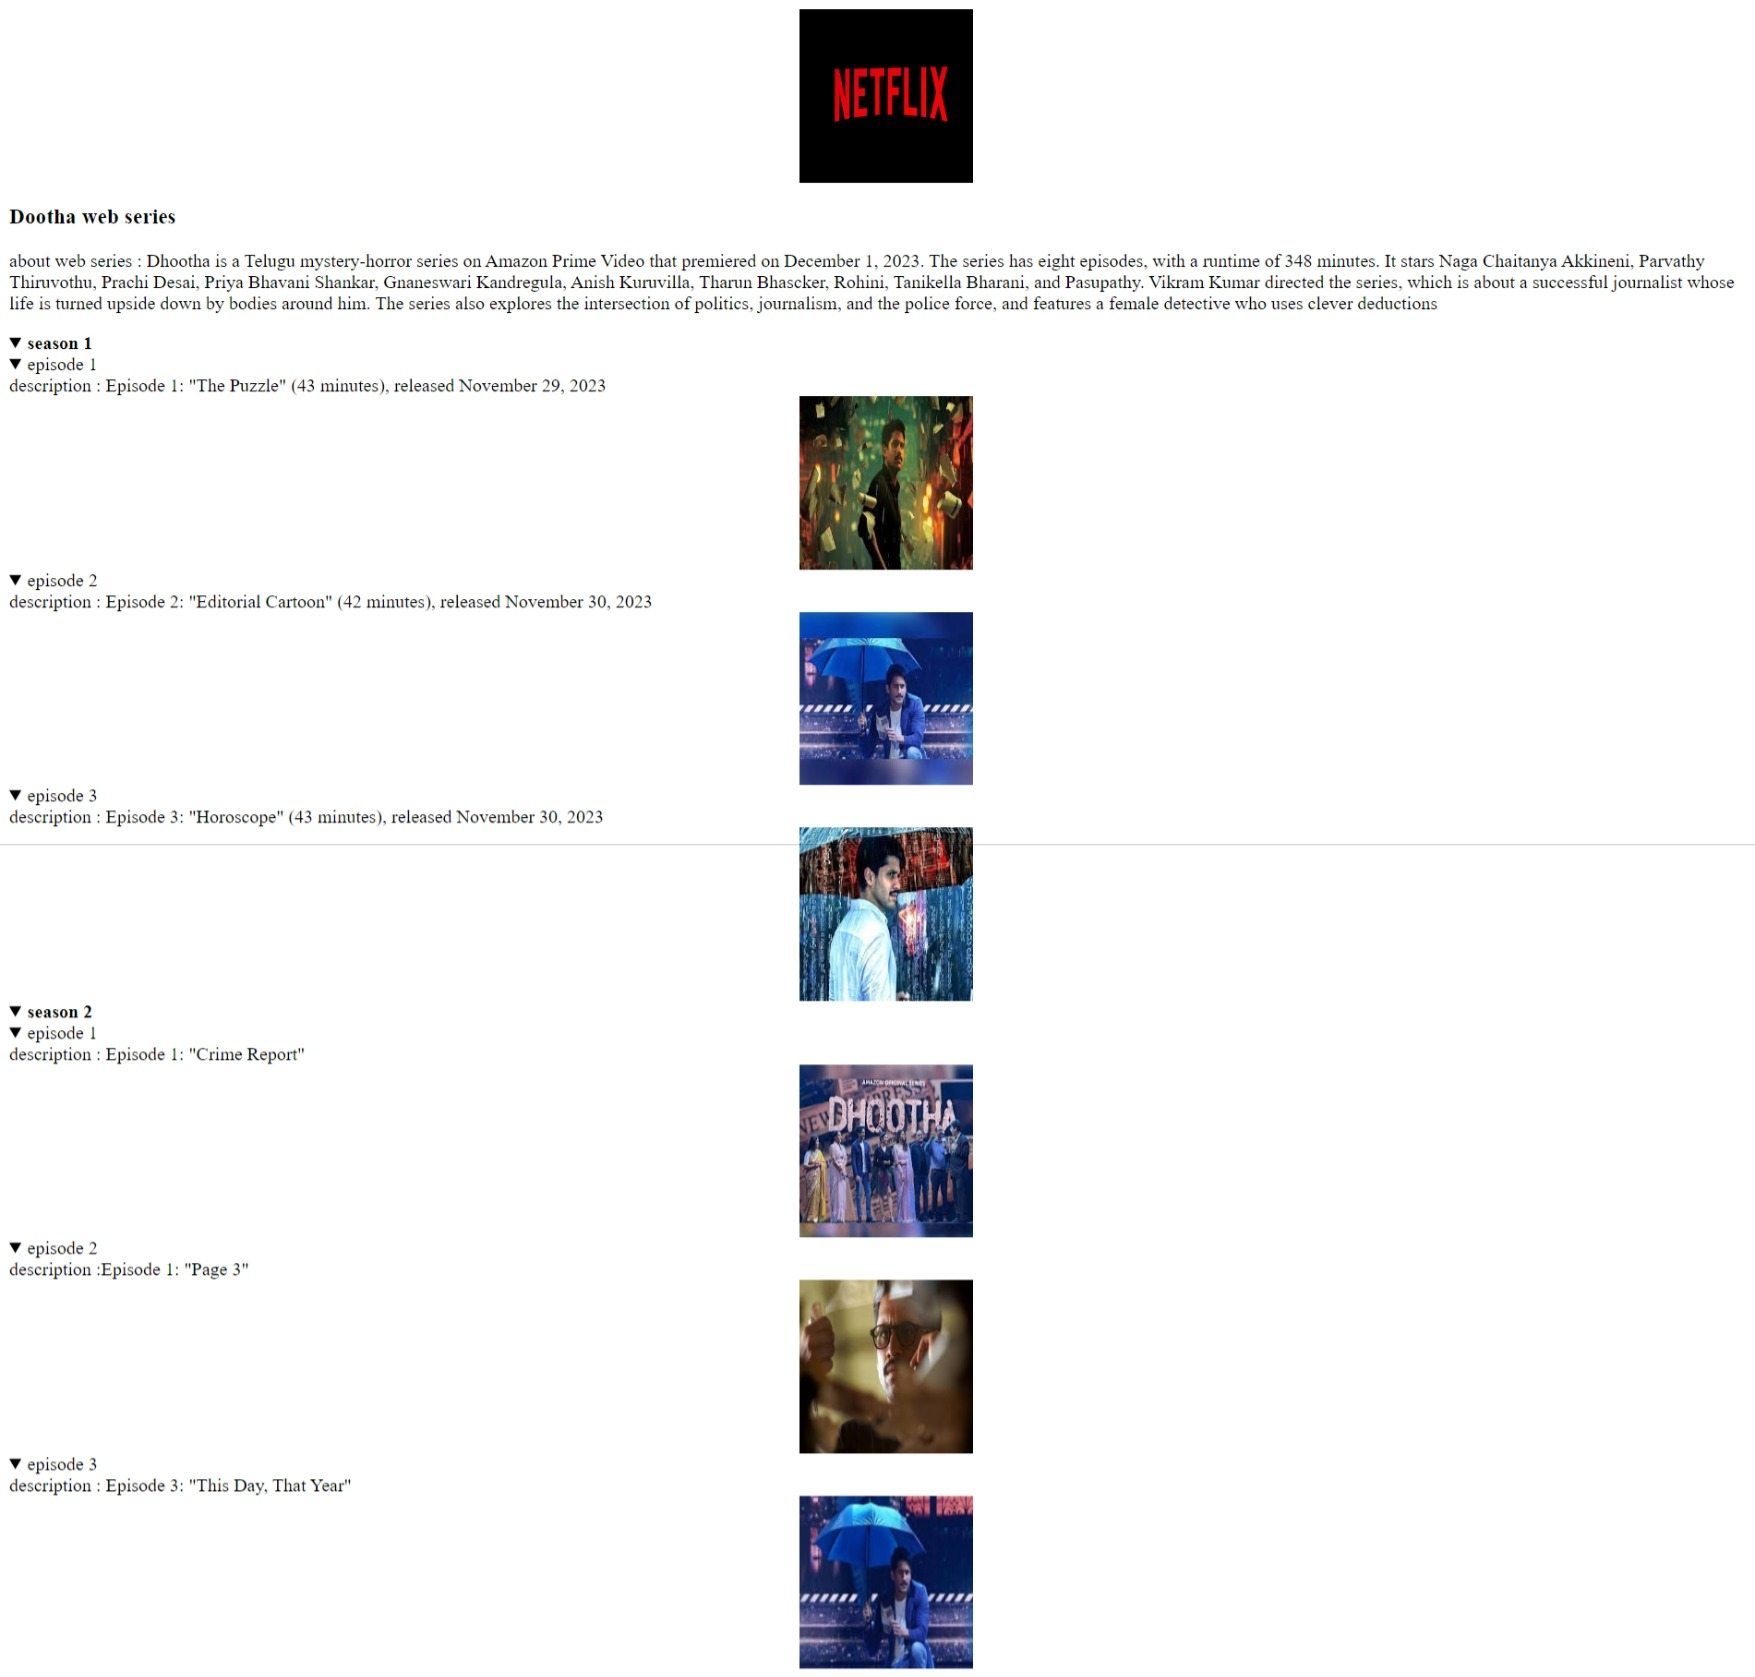 NETFLIX
Dootha web series
about web series : Dhootha is a Telugu mystery-horror series on Amazon Prime Video that premiered on December 1, 2023. The series has eight episodes, with a runtime of 348 minutes. It stars Naga Chaitanya Akkineni, Parvathy
Thiruvothu, Prachi Desai, Priya Bhavani Shankar, Gnaneswari Kandregula, Anish Kuruvilla, Tharun Bhascker, Rohini, Tanikella Bharani, and Pasupathy. Vikram Kumar directed the series, which is about a successful journalist whose
life is turned upside down by bodies around him. The series also explores the intersection of politics, journalism, and the police force, and features a female detective who uses clever deductions
▼ season 1
▼ episode 1
description : Episode 1: "The Puzzle" (43 minutes), released November 29, 2023
▼ episode 2
description : Episode 2: "Editorial Cartoon" (42 minutes), released November 30, 2023
▼ episode 3
description : Episode 3: "Horoscope" (43 minutes), released November 30, 2023
▼ season 2
▼ episode 1
description : Episode 1: "Crime Report"
AMAZON ORIGINAL SERIES
DHOOTHA
▼ episode 2
description :Episode 1: "Page 3"
▼ episode 3
description : Episode 3: "This Day, That Year"